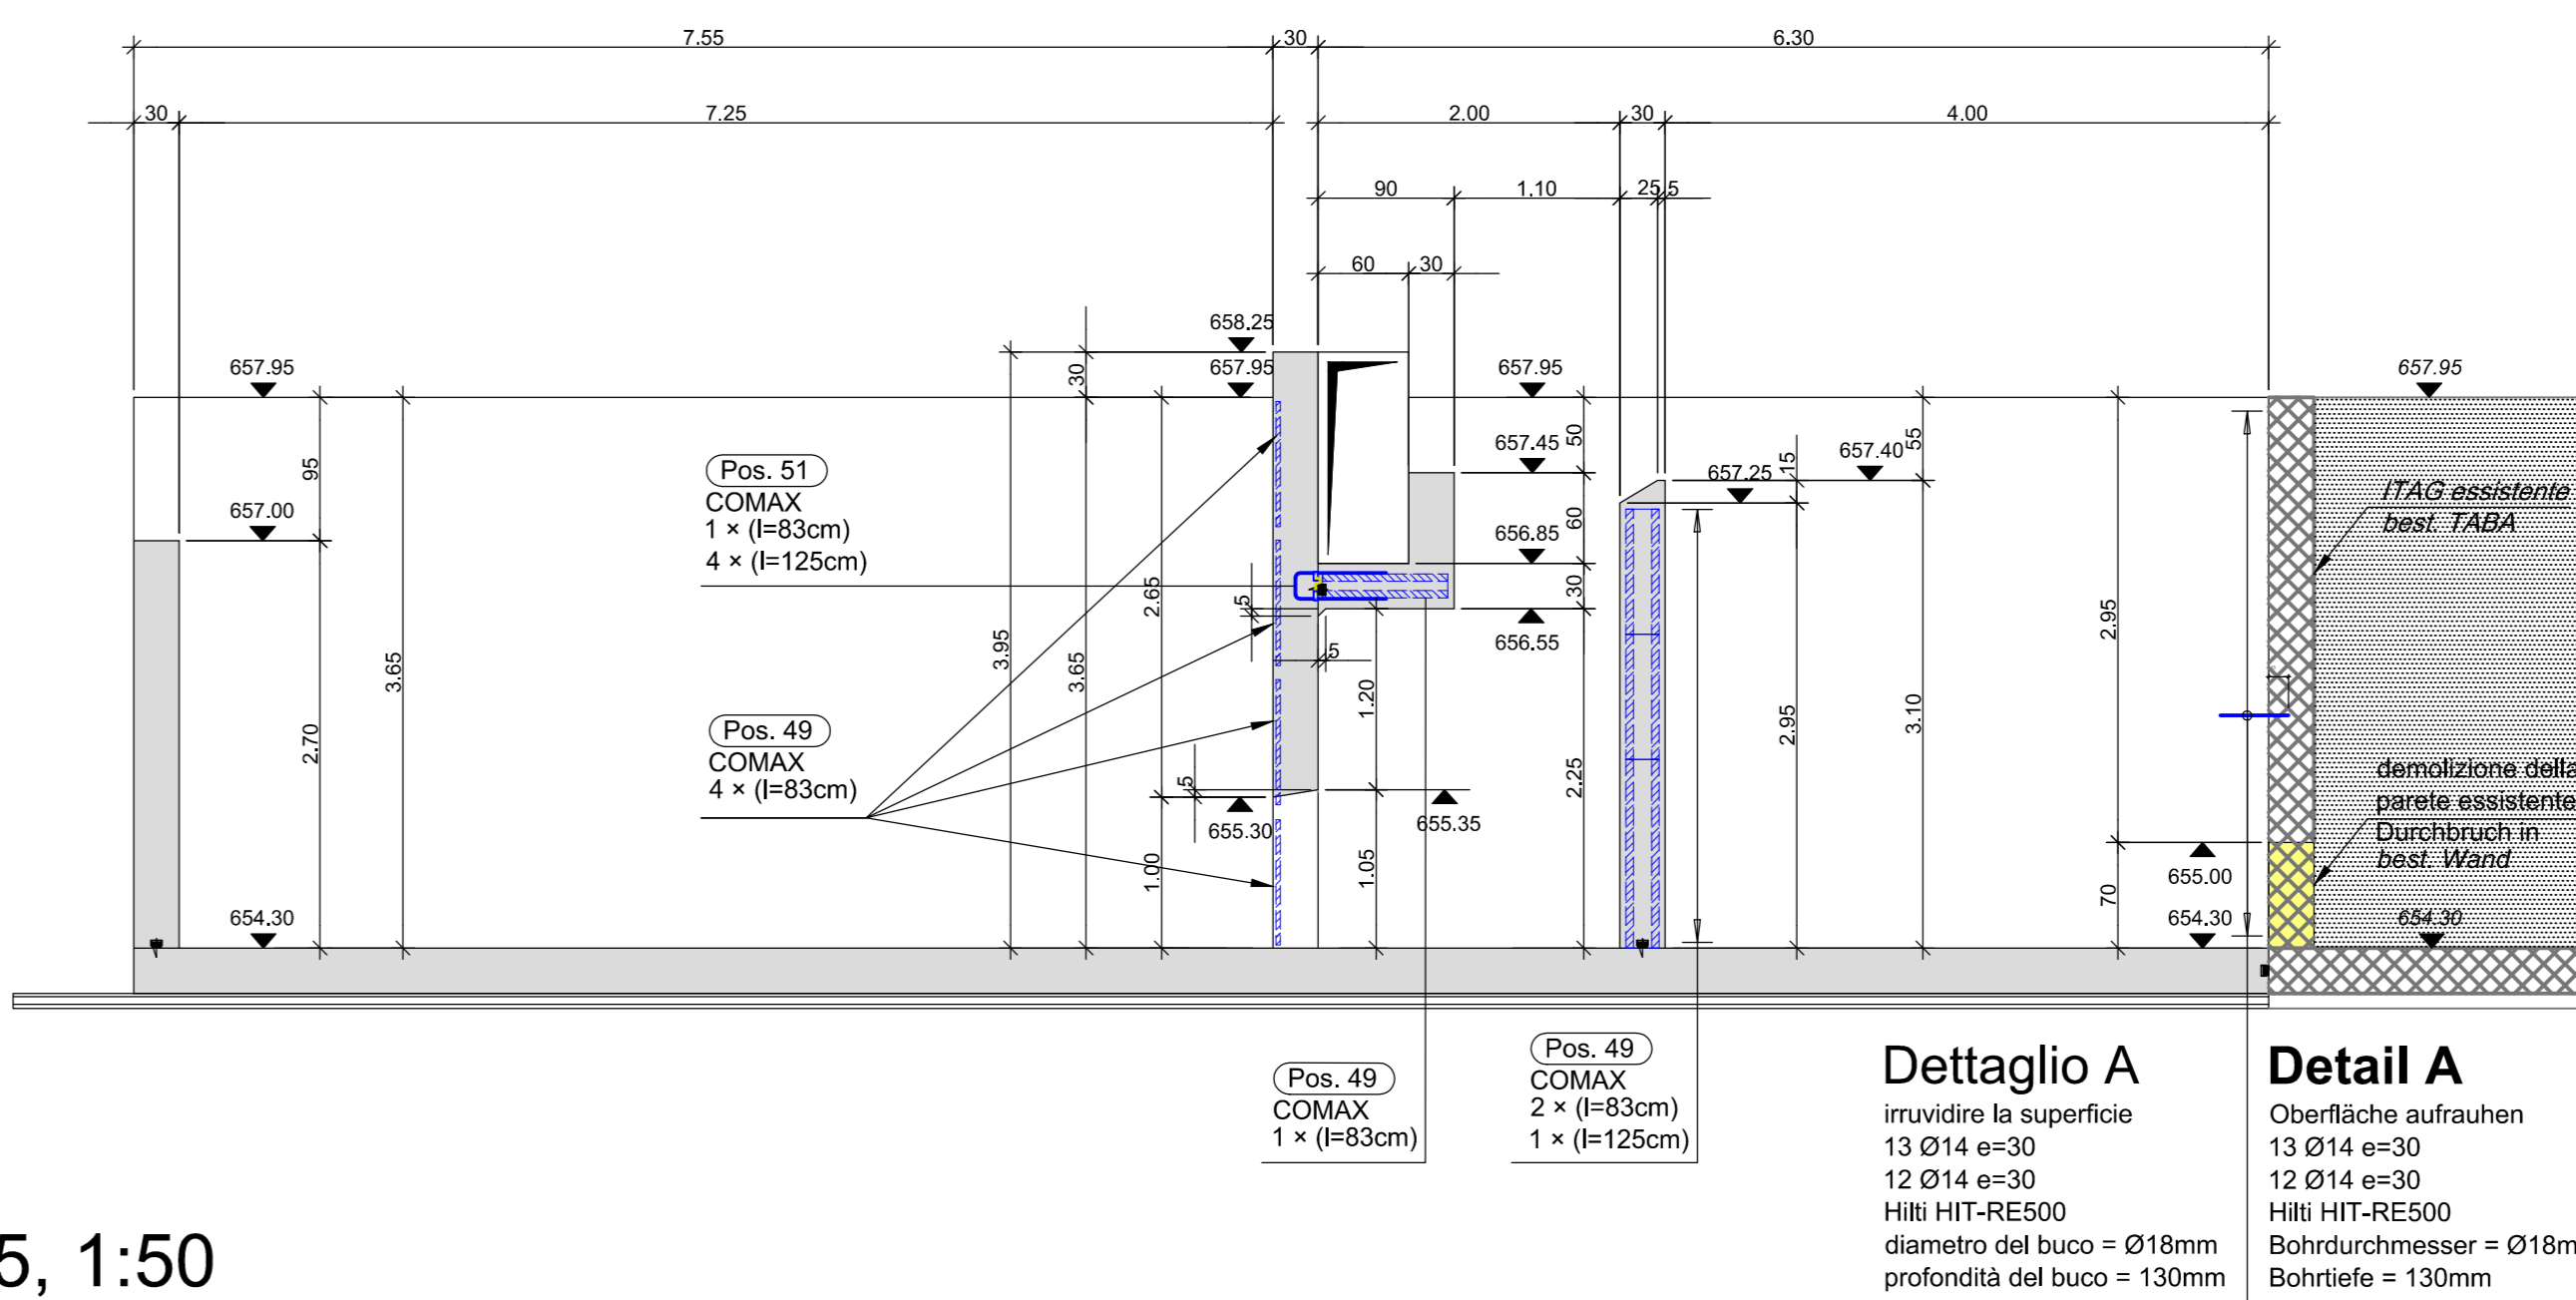 7.55 30 6.30
30 7.25 2.00 30 4.00
90 1.10 25 5
60 30
658.25
657.95 657.95 657.95 657.95
30
657.45 50
657.40 55
657.25 15
95
Pos. 51
COMAX
1 × (l=83cm)
4 × (l=125cm)
657.00
656.85 60
30
656.55
ITAG essistente
best. TABA
2.65
5
5
3.95
3.65
3.65
2.95
1.20
2.70
2.95
3.10
2.25
Pos. 49
COMAX
4 × (l=83cm)
5
655.30
655.35
1.00
1.05
demolizione della
parete essistente
Durchbruch in
best. Wand
655.00
70
654.30
654.30
654.30
Pos. 49
COMAX
1 × (l=83cm)
Pos. 49
COMAX
2 × (l=83cm)
1 × (l=125cm)
Dettaglio A
irruvidire la superficie
13 Ø14 e=30
12 Ø14 e=30
Hilti HIT-RE500
diametro del buco = Ø18mm
profondità del buco = 130mm
Detail A
Oberfläche aufrauhen
13 Ø14 e=30
12 Ø14 e=30
Hilti HIT-RE500
Bohrdurchmesser = Ø18m
Bohrtiefe = 130mm
5, 1:50